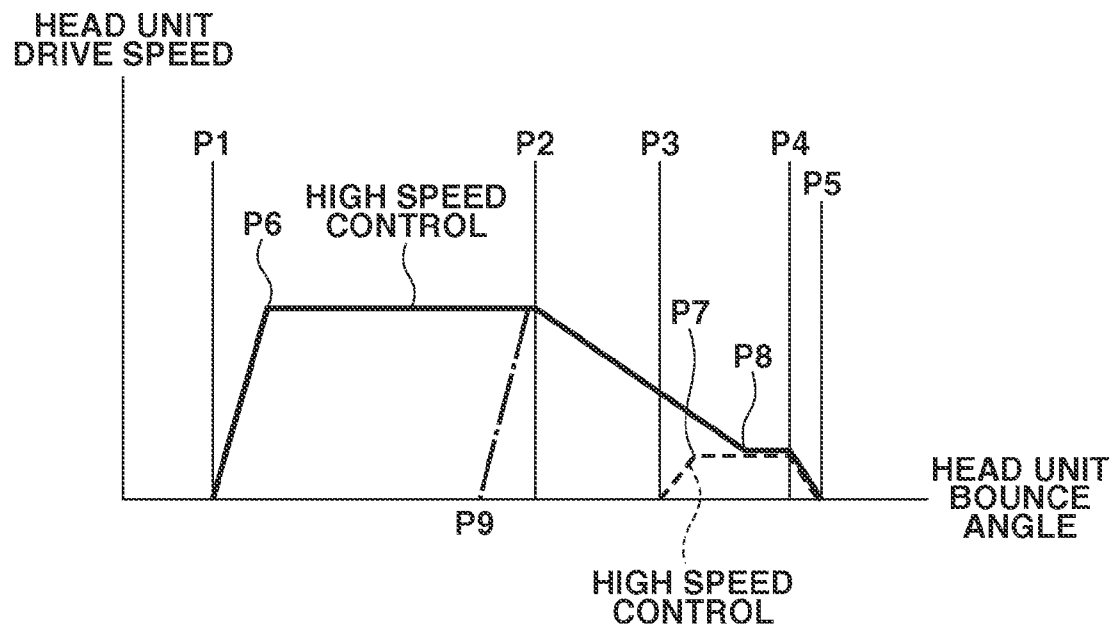 HEAD UNIT
DRIVE SPEED
P1
P2
P3
P4
P5
HIGH SPEED
CONTROL
P6
P7
P8
HEAD UNIT
BOUNCE
ANGLE
P9
HIGH SPEED
CONTROL